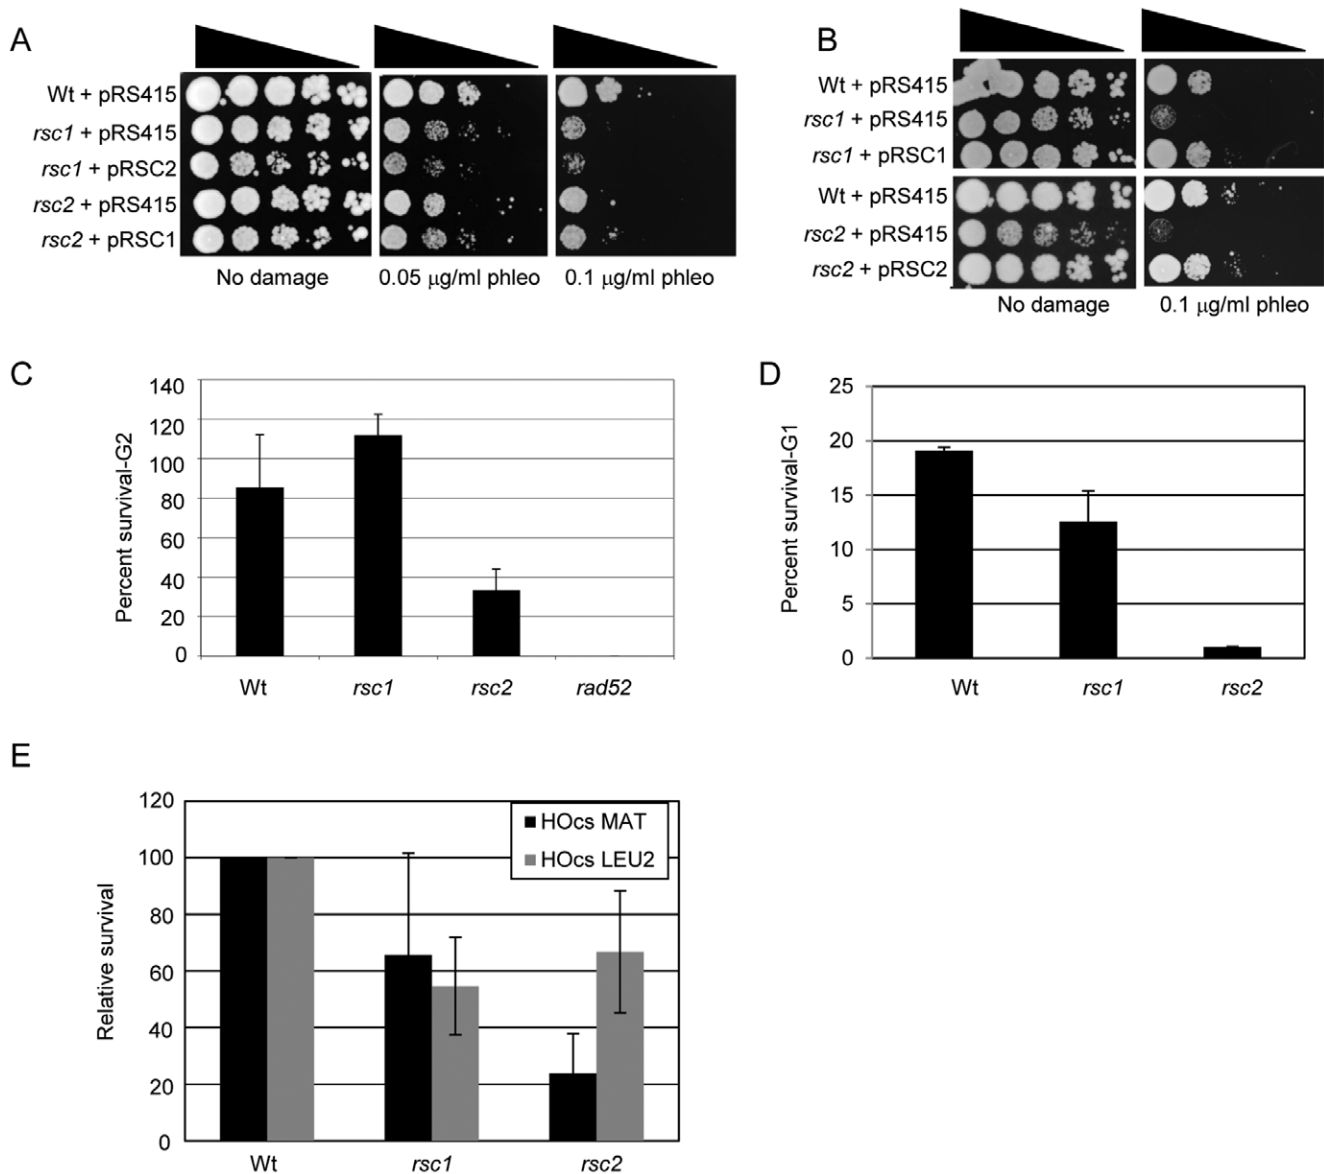 A
Wt + pRS415
rsc1 + pRS415
rsc1 + pRSC2
rsc2 + pRS415
rsc2 + pRSC1
No damage
0.05 μg/ml phleo
0.1 μg/ml phleo
B
Wt + pRS415
rsc1 + pRS415
rsc1 + pRSC1
Wt + pRS415
rsc2 + pRS415
rsc2 + pRSC2
No damage
0.1 μg/ml phleo
C
Percent survival-G2
140
120
100
80
60
40
20
0
Wt
rsc1
rsc2
rad52
D
Percent survival-G1
25
20
15
10
5
0
Wt
rsc1
rsc2
E
Relative survival
120
100
80
60
40
20
0
HOcs MAT
HOcs LEU2
Wt
rsc1
rsc2